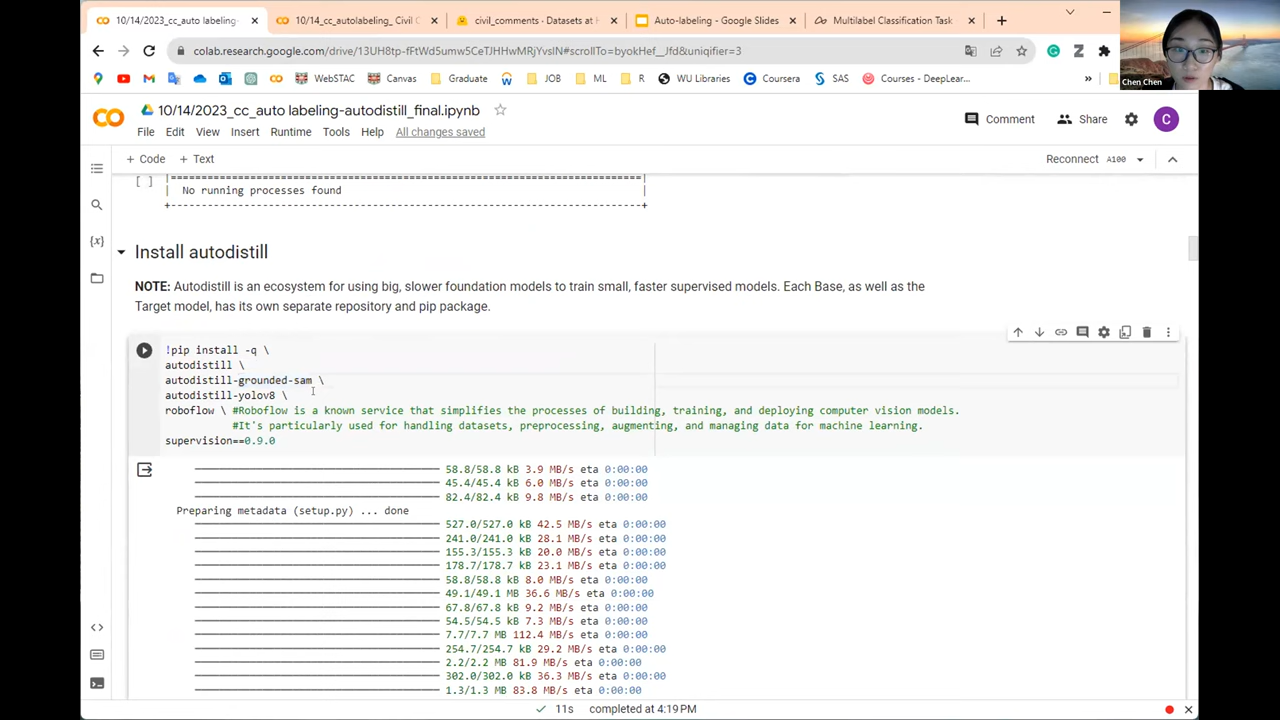 10/14/2023_cc_auto labeling-
10/14_cc_autolabeling_ Civil C
civil_comments · Datasets at H
Auto-labeling - Google Slides
Multilabel Classification Task
colab.research.google.com/drive/13UH8tp-fFtWd5umw5CeTJHHwMRjYvslN#scrollTo=byokHef__Jfd&uniqifier=3
WebSTAC
Canvas
Graduate
JOB
ML
R
WU Libraries
Coursera
SAS
Courses - DeepLear...
Chen Chen
10/14/2023_cc_auto labeling-autodistill_final.ipynb
File Edit View Insert Runtime Tools Help All changes saved
Comment
Share
C
+ Code + Text
Reconnect A100
[ ]
|=============================================================================|
| No running processes found |
+-----------------------------------------------------------------------------+
Install autodistill
NOTE: Autodistill is an ecosystem for using big, slower foundation models to train small, faster supervised models. Each Base, as well as the
Target model, has its own separate repository and pip package.
!pip install -q \
autodistill \
autodistill-grounded-sam \
autodistill-yolov8 \
roboflow \ #Roboflow is a known service that simplifies the processes of building, training, and deploying computer vision models.
#It's particularly used for handling datasets, preprocessing, augmenting, and managing data for machine learning.
supervision==0.9.0
58.8/58.8 kB 3.9 MB/s eta 0:00:00
45.4/45.4 kB 6.0 MB/s eta 0:00:00
82.4/82.4 kB 9.8 MB/s eta 0:00:00
Preparing metadata (setup.py) ... done
527.0/527.0 kB 42.5 MB/s eta 0:00:00
241.0/241.0 kB 28.1 MB/s eta 0:00:00
155.3/155.3 kB 20.0 MB/s eta 0:00:00
178.7/178.7 kB 23.1 MB/s eta 0:00:00
58.8/58.8 kB 8.0 MB/s eta 0:00:00
49.1/49.1 MB 36.6 MB/s eta 0:00:00
67.8/67.8 kB 9.2 MB/s eta 0:00:00
54.5/54.5 kB 7.3 MB/s eta 0:00:00
7.7/7.7 MB 112.4 MB/s eta 0:00:00
254.7/254.7 kB 29.2 MB/s eta 0:00:00
2.2/2.2 MB 81.9 MB/s eta 0:00:00
302.0/302.0 kB 36.3 MB/s eta 0:00:00
1.3/1.3 MB 83.8 MB/s eta 0:00:00
11s completed at 4:19 PM